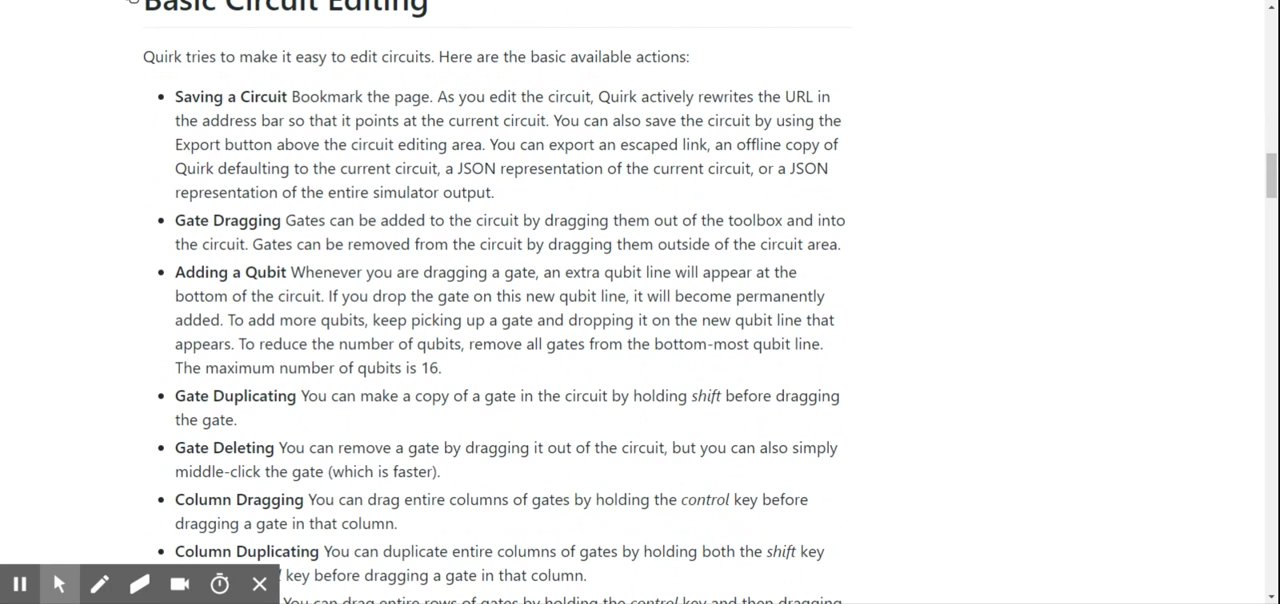 Basic Circuit Editing
Quirk tries to make it easy to edit circuits. Here are the basic available actions:
Saving a Circuit Bookmark the page. As you edit the circuit, Quirk actively rewrites the URL in
the address bar so that it points at the current circuit. You can also save the circuit by using the
Export button above the circuit editing area. You can export an escaped link, an offline copy of
Quirk defaulting to the current circuit, a JSON representation of the current circuit, or a JSON
representation of the entire simulator output.
Gate Dragging Gates can be added to the circuit by dragging them out of the toolbox and into
the circuit. Gates can be removed from the circuit by dragging them outside of the circuit area.
Adding a Qubit Whenever you are dragging a gate, an extra qubit line will appear at the
bottom of the circuit. If you drop the gate on this new qubit line, it will become permanently
added. To add more qubits, keep picking up a gate and dropping it on the new qubit line that
appears. To reduce the number of qubits, remove all gates from the bottom-most qubit line.
The maximum number of qubits is 16.
Gate Duplicating You can make a copy of a gate in the circuit by holding shift before dragging
the gate.
Gate Deleting You can remove a gate by dragging it out of the circuit, but you can also simply
middle-click the gate (which is faster).
Column Dragging You can drag entire columns of gates by holding the control key before
dragging a gate in that column.
Column Duplicating You can duplicate entire columns of gates by holding both the shift key
key before dragging a gate in that column.
You can drag entire rows of gates by holding the control key and then dragging